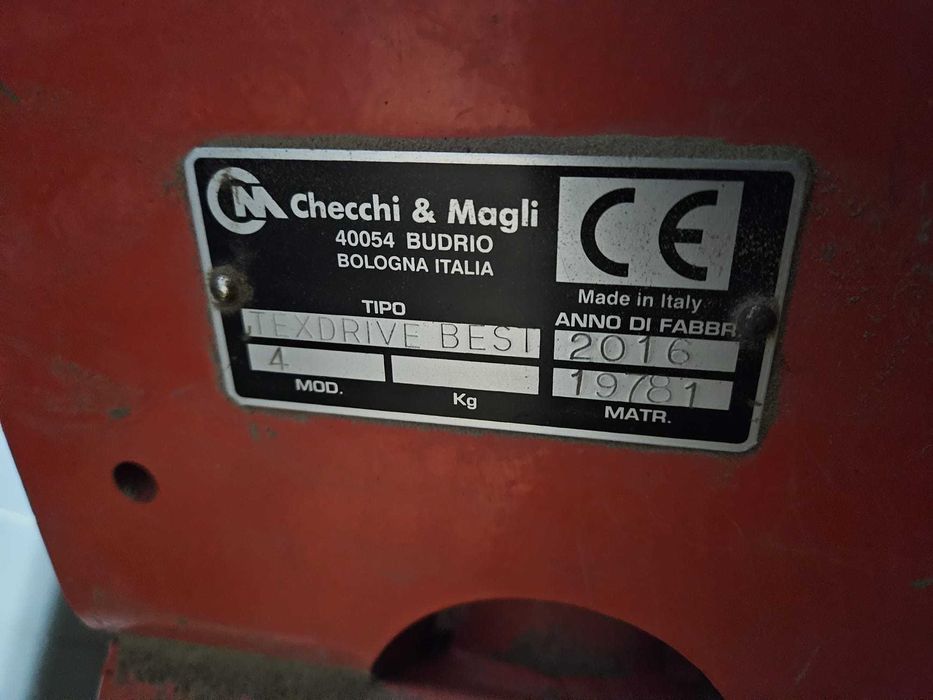 CM Checchi & Magli
40054 BUDRIO
BOLOGNA ITALIA
CE
Made in Italy
TIPO
TEXDRIVE BEST
ANNO DI FABBR.
2016
4
MOD.
Kg
19781
MATR.